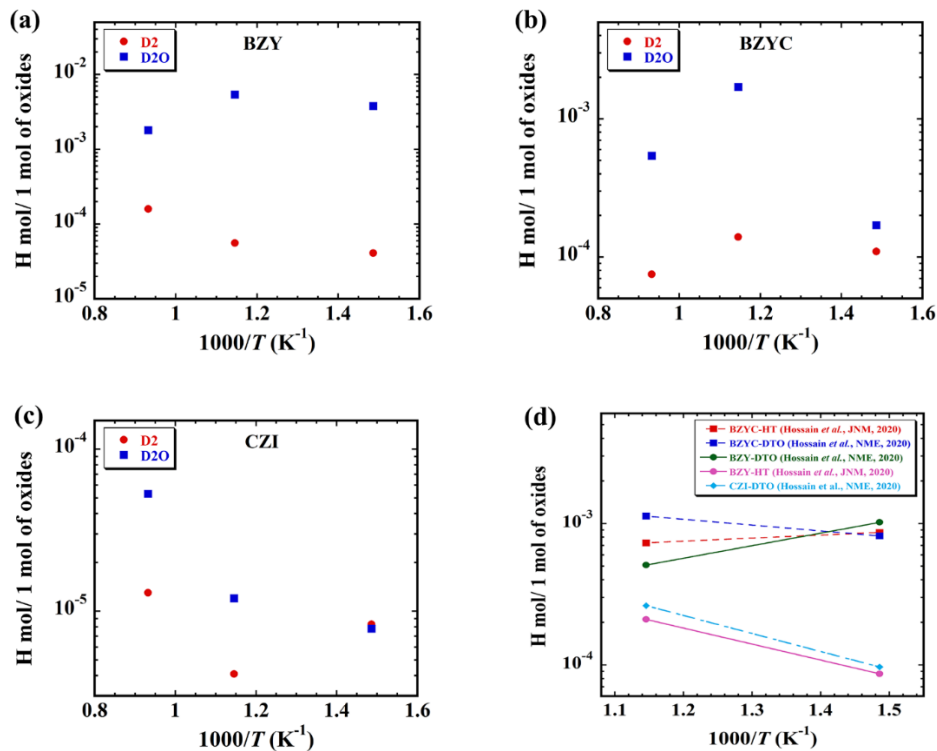 (a)
BZY
D2
D2O
H mol/ 1 mol of oxides
10⁻²
10⁻³
10⁻⁴
10⁻⁵
0.8 1 1.2 1.4 1.6
1000/T (K⁻¹)
(b)
BZYC
D2
D2O
H mol/ 1 mol of oxides
10⁻³
10⁻⁴
0.8 1 1.2 1.4 1.6
1000/T (K⁻¹)
(c)
CZI
D2
D2O
H mol/ 1 mol of oxides
10⁻⁴
10⁻⁵
0.8 1 1.2 1.4 1.6
1000/T (K⁻¹)
(d)
BZYC-HT (Hossain et al., JNM, 2020)
BZYC-DTO (Hossain et al., NME, 2020)
BZY-DTO (Hossain et al., NME, 2020)
BZY-HT (Hossain et al., JNM, 2020)
CZI-DTO (Hossain et al., NME, 2020)
H mol/ 1 mol of oxides
10⁻³
10⁻⁴
1.1 1.2 1.3 1.4 1.5
1000/T (K⁻¹)